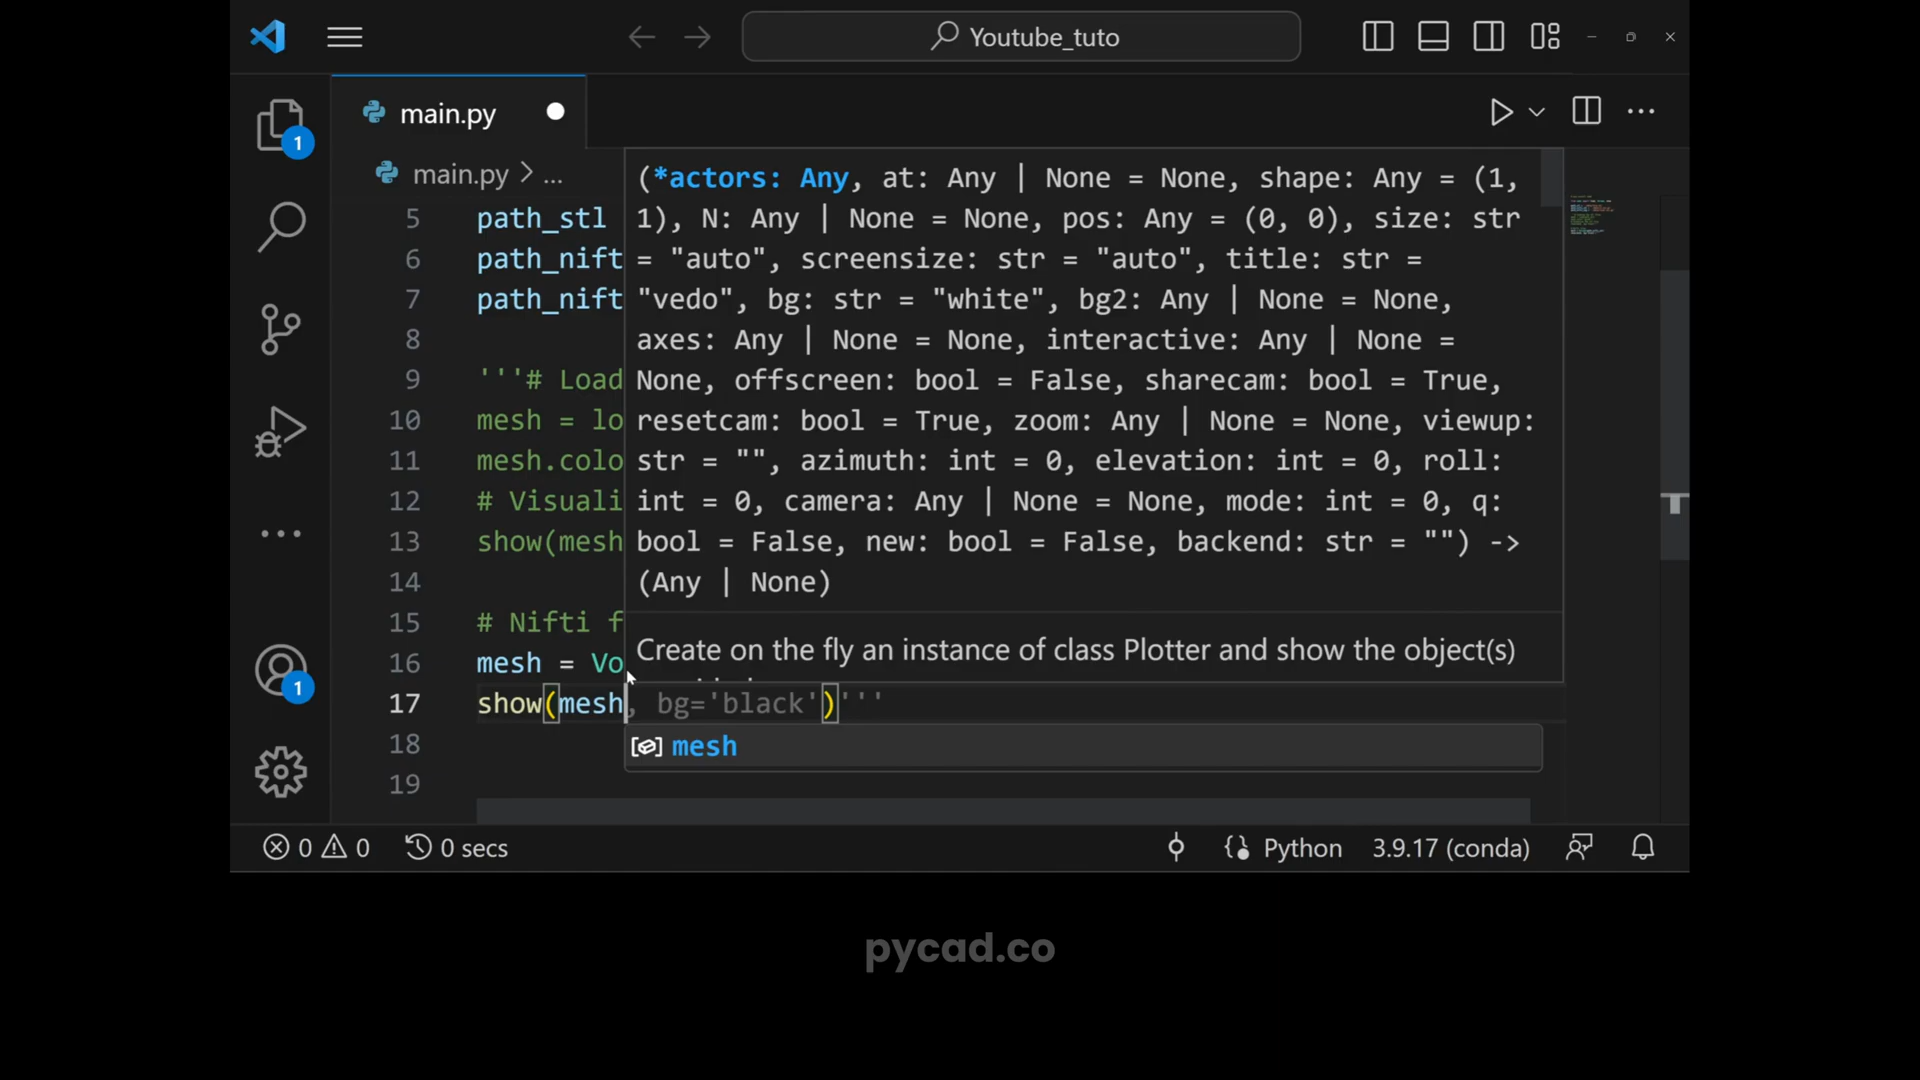 Youtube_tuto
main.py
1
main.py > ...
(*actors: Any, at: Any | None = None, shape: Any = (1,
5 path_stl 1), N: Any | None = None, pos: Any = (0, 0), size: str
6 path_nift = "auto", screensize: str = "auto", title: str =
7 path_nift "vedo", bg: str = "white", bg2: Any | None = None,
8 axes: Any | None = None, interactive: Any | None =
9 '''# Load None, offscreen: bool = False, sharecam: bool = True,
10 mesh = lo resetcam: bool = True, zoom: Any | None = None, viewup:
11 mesh.colo str = "", azimuth: int = 0, elevation: int = 0, roll:
12 # Visuali int = 0, camera: Any | None = None, mode: int = 0, q:
13 show(mesh bool = False, new: bool = False, backend: str = "") ->
14 (Any | None)
15 # Nifti f
Create on the fly an instance of class Plotter and show the object(s)
16 mesh = Vo
1
17 show(mesh, bg='black')'''
18 mesh
19
0 0 0 secs Python 3.9.17 (conda)
pycad.co